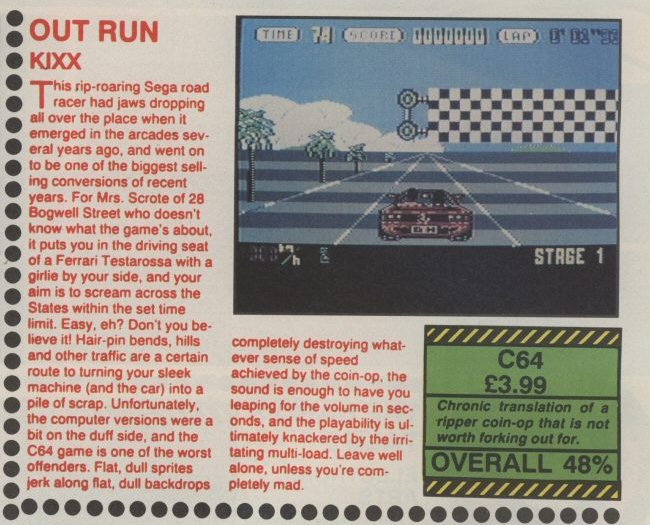 OUT RUN
KIXX
This rip-roaring Sega road
racer had jaws dropping
all over the place when it
emerged in the arcades sev-
eral years ago, and went on
to be one of the biggest sell-
ing conversions of recent
years. For Mrs. Scrote of 28
Bogwell Street who doesn't
know what the game's about,
it puts you in the driving seat
of a Ferrari Testarossa with a
girlie by your side, and your
aim is to scream across the
States within the set time
limit. Easy, eh? Don't you be-
lieve it! Hair-pin bends, hills
and other traffic are a certain
route to turning your sleek
machine (and the car) into a
pile of scrap. Unfortunately,
the computer versions were a
bit on the duff side, and the
C64 game is one of the worst
offenders. Flat, dull sprites
jerk along flat, dull backdrops
TIME 74 SCORE 0000000 LAP
STAGE 1
completely destroying what-
ever sense of speed
achieved by the coin-op, the
sound is enough to have you
leaping for the volume in sec-
onds, and the playability is ul-
timately knackered by the irri-
tating multi-load. Leave well
alone, unless you're com-
pletely mad.
C64
£3.99
Chronic translation of a
ripper coin-op that is not
worth forking out for.
OVERALL 48%